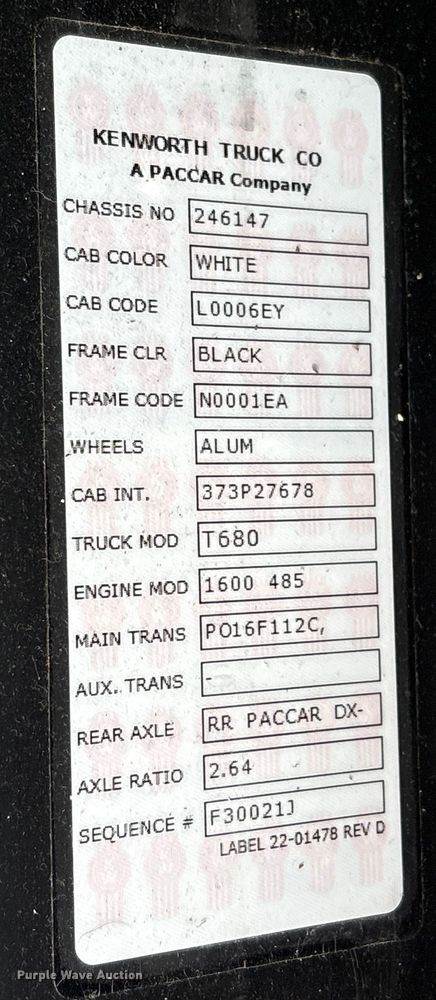 KENWORTH TRUCK CO
A PACCAR Company
CHASSIS NO 246147
CAB COLOR WHITE
CAB CODE L0006EY
FRAME CLR BLACK
FRAME CODE N0001EA
WHEELS ALUM
CAB INT. 373P27678
TRUCK MOD T680
ENGINE MOD 1600 485
MAIN TRANS PO16F112C,
AUX. TRANS -
REAR AXLE RR PACCAR DX-
AXLE RATIO 2.64
SEQUENCE # F30021J
LABEL 22-01478 REV D
Purple Wave Auction